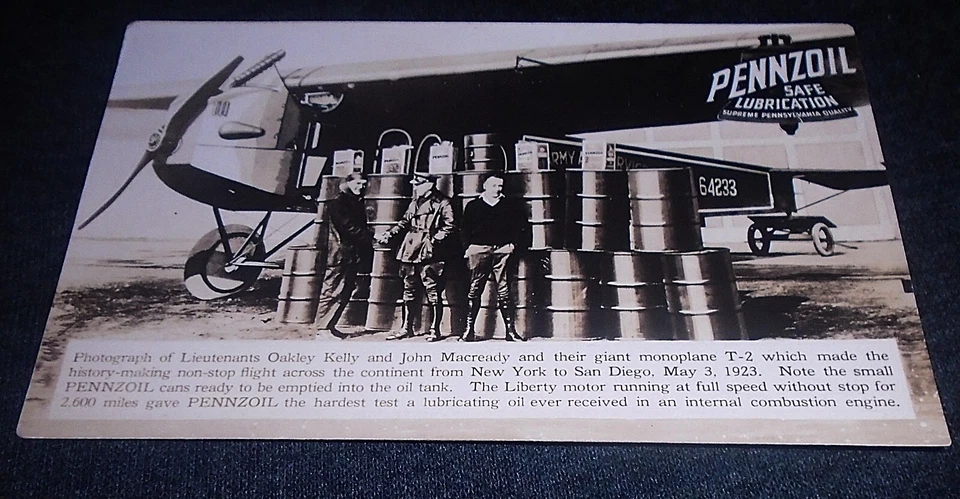 PENNZOIL
SAFE
LUBRICATION
SUPREME PENNSYLVANIA QUALITY
PENNZOIL
PENNZOIL
ARMY A RVICE
64233
Photograph of Lieutenants Oakley Kelly and John Macready and their giant monoplane T-2 which made the
history-making non-stop flight across the continent from New York to San Diego, May 3, 1923. Note the small
PENNZOIL cans ready to be emptied into the oil tank. The Liberty motor running at full speed without stop for
2,600 miles gave PENNZOIL the hardest test a lubricating oil ever received in an internal combustion engine.